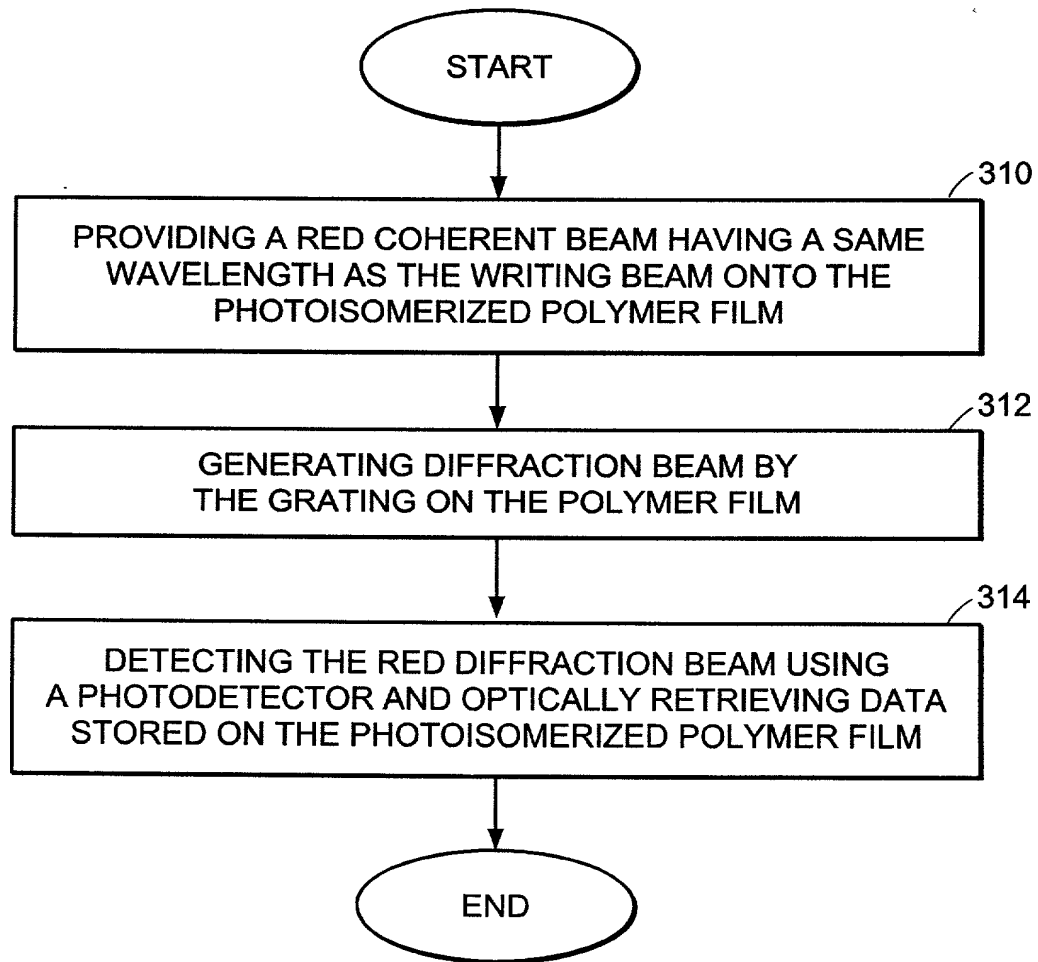 START
310
PROVIDING A RED COHERENT BEAM HAVING A SAME
WAVELENGTH AS THE WRITING BEAM ONTO THE
PHOTOISOMERIZED POLYMER FILM
312
GENERATING DIFFRACTION BEAM BY
THE GRATING ON THE POLYMER FILM
314
DETECTING THE RED DIFFRACTION BEAM USING
A PHOTODETECTOR AND OPTICALLY RETRIEVING DATA
STORED ON THE PHOTOISOMERIZED POLYMER FILM
END